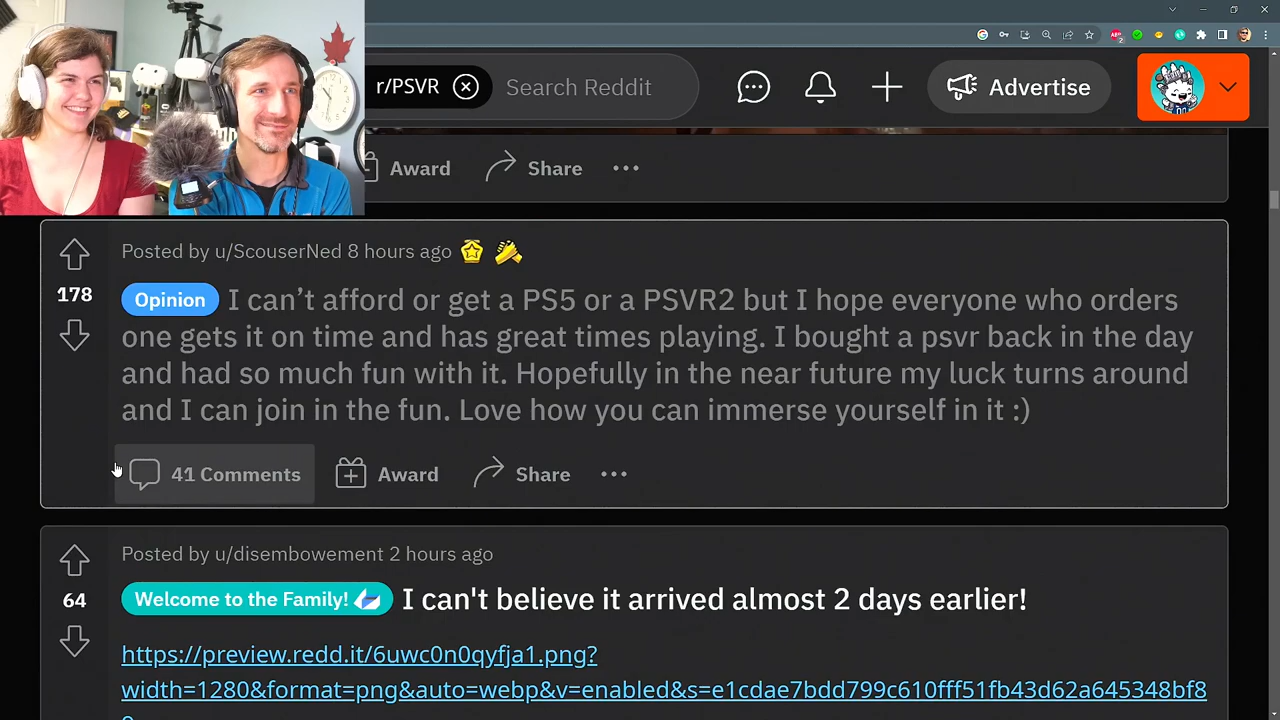 r/PSVR
Search Reddit
Advertise
Award
Share
Posted by u/ScouserNed 8 hours ago
178
Opinion I can’t afford or get a PS5 or a PSVR2 but I hope everyone who orders
one gets it on time and has great times playing. I bought a psvr back in the day
and had so much fun with it. Hopefully in the near future my luck turns around
and I can join in the fun. Love how you can immerse yourself in it :)
41 Comments Award Share
Posted by u/disembowement 2 hours ago
64
Welcome to the Family! I can't believe it arrived almost 2 days earlier!
https://preview.redd.it/6uwc0n0qyfja1.png?
width=1280&format=png&auto=webp&v=enabled&s=e1cdae7bdd799c610fff51fb43d62a645348bf8